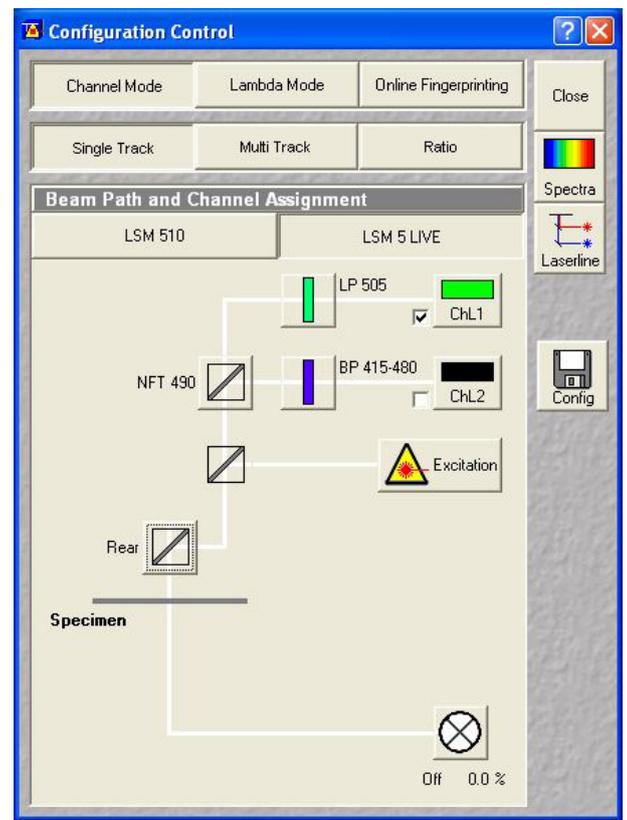 Configuration Control
Channel Mode
Lambda Mode
Online Fingerprinting
Close
Single Track
Multi Track
Ratio
Spectra
Beam Path and Channel Assignment
LSM 510
LSM 5 LIVE
Laserline
LP 505
ChL1
NFT 490
BP 415-480
ChL2
Config
Excitation
Rear
Specimen
Off 0.0 %